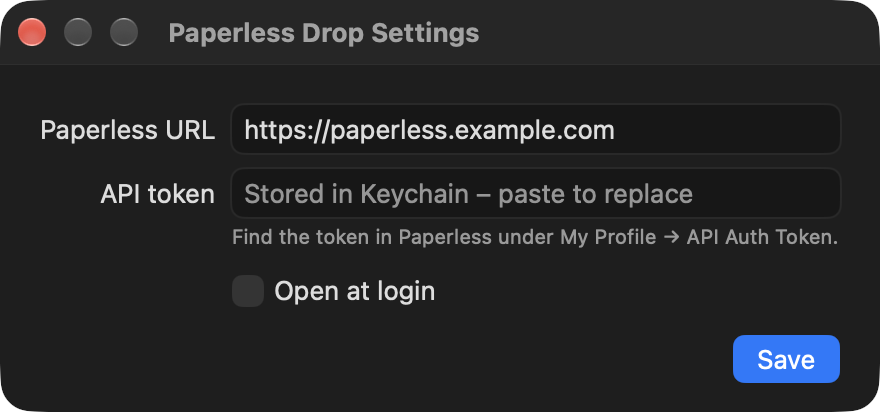 Paperless Drop Settings
Paperless URL https://paperless.example.com
API token Stored in Keychain – paste to replace
Find the token in Paperless under My Profile → API Auth Token.
Open at login
Save